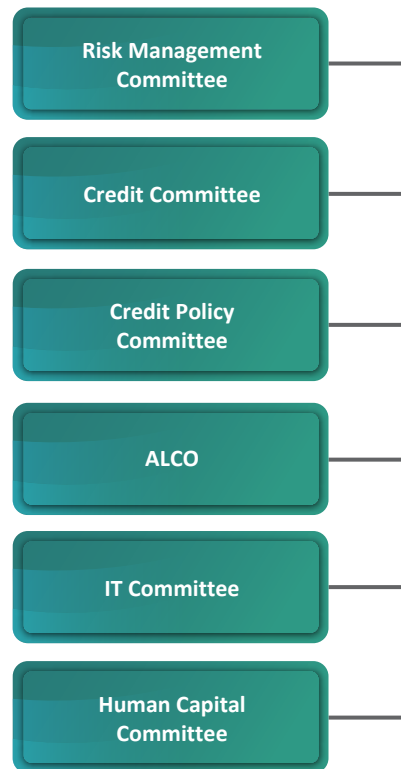 Risk Management
Committee
Credit Committee
Credit Policy
Committee
ALCO
IT Committee
Human Capital
Committee